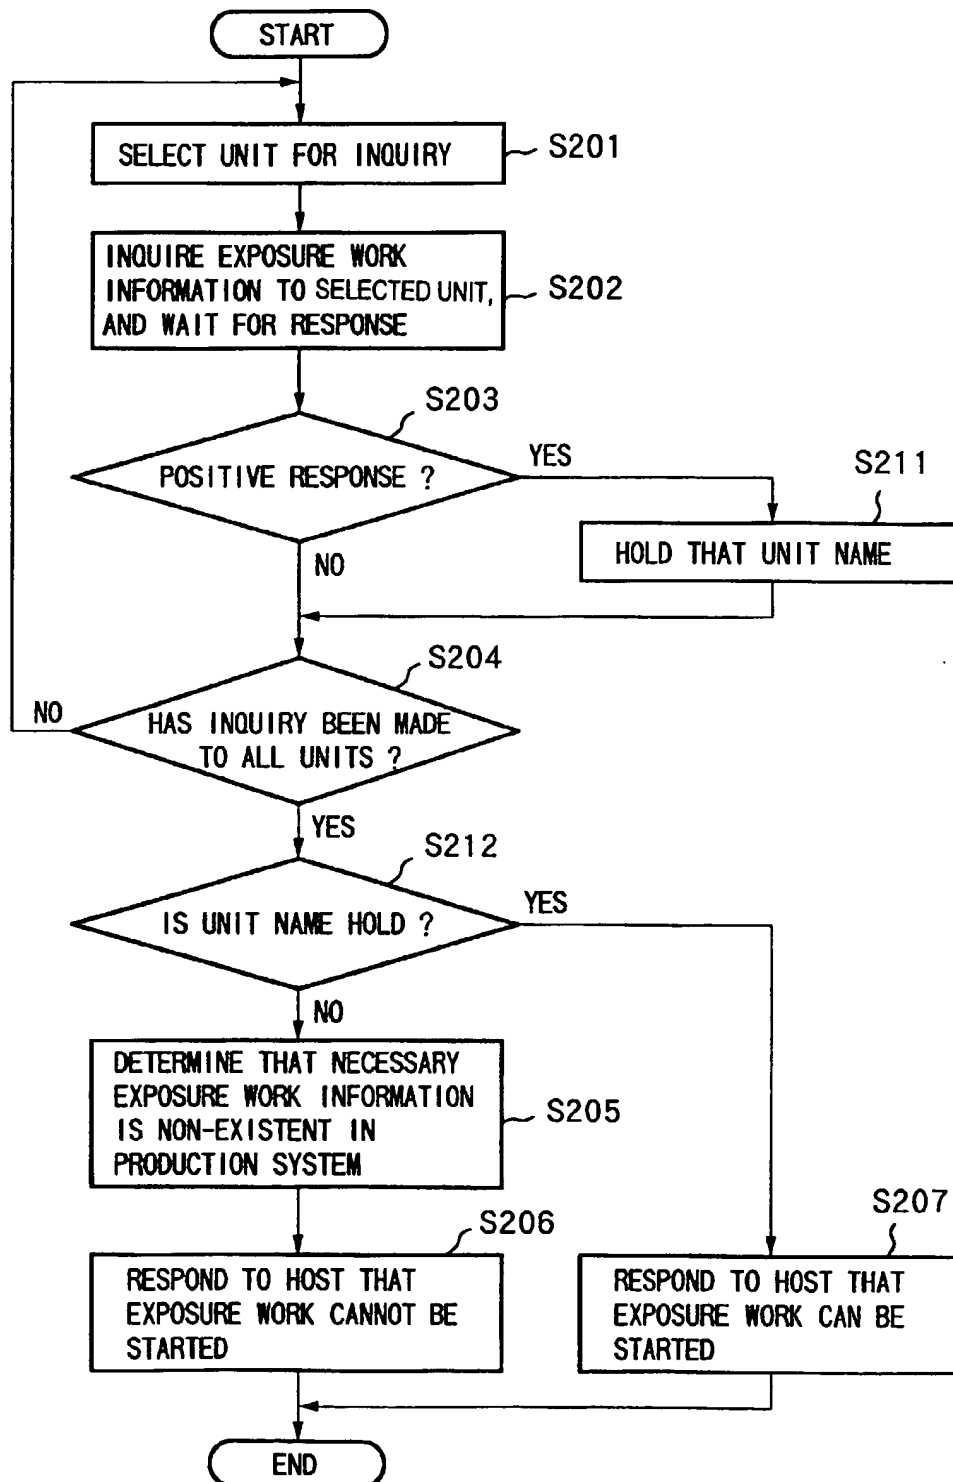 START
SELECT UNIT FOR INQUIRY
S201
INQUIRE EXPOSURE WORK
INFORMATION TO SELECTED UNIT,
AND WAIT FOR RESPONSE
S202
S203
POSITIVE RESPONSE ?
YES
S211
HOLD THAT UNIT NAME
NO
S204
NO
HAS INQUIRY BEEN MADE
TO ALL UNITS ?
YES
S212
IS UNIT NAME HOLD ?
YES
NO
DETERMINE THAT NECESSARY
EXPOSURE WORK INFORMATION
IS NON-EXISTENT IN
PRODUCTION SYSTEM
S205
S206
RESPOND TO HOST THAT
EXPOSURE WORK CANNOT BE
STARTED
S207
RESPOND TO HOST THAT
EXPOSURE WORK CAN BE
STARTED
END